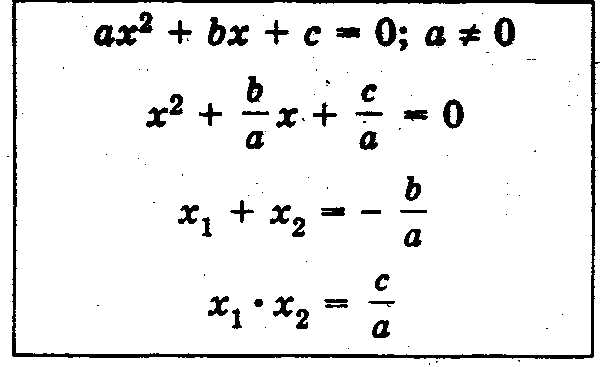 ax² + bx + c = 0; a ≠ 0
x² + b/a x + c/a = 0
x₁ + x₂ = - b/a
x₁ · x₂ = c/a